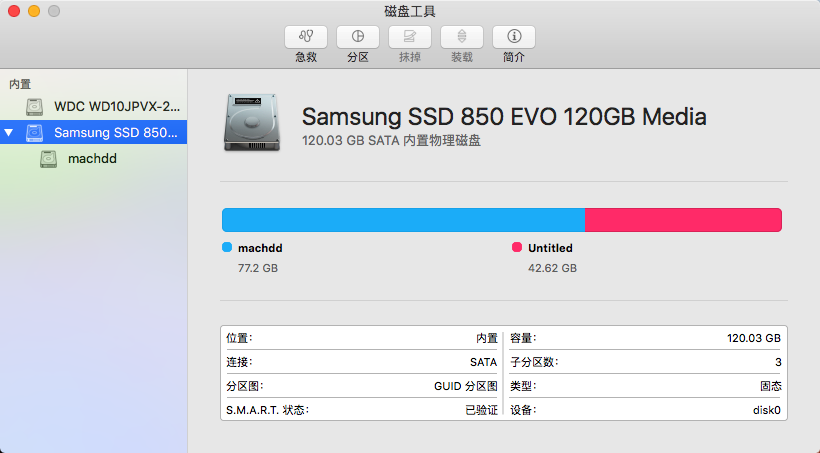 磁盘工具
急救 分区 抹掉 装载 简介
内置
WDC WD10JPVX-2...
Samsung SSD 850...
machdd
Samsung SSD 850 EVO 120GB Media
120.03 GB SATA 内置物理磁盘
machdd Untitled
77.2 GB 42.62 GB
位置： 内置 容量： 120.03 GB
连接： SATA 子分区数： 3
分区图： GUID 分区图 类型： 固态
S.M.A.R.T. 状态： 已验证 设备： disk0